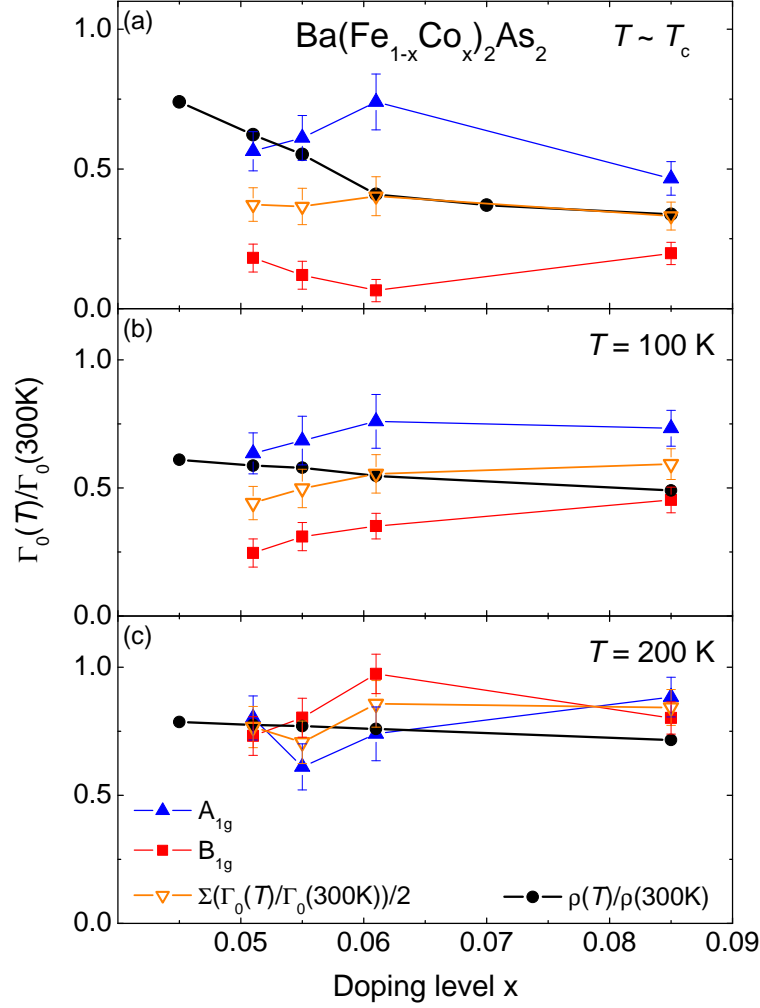 (a)
Ba(Fe1-xCox)2As2
T ~ Tc
1.0
0.5
0.0
(b)
T = 100 K
1.0
0.5
0.0
Γ0(T)/Γ0(300K)
(c)
T = 200 K
1.0
0.5
0.0
A1g
B1g
Σ(Γ0(T)/Γ0(300K))/2
ρ(T)/ρ(300K)
0.05 0.06 0.07 0.08 0.09
Doping level x